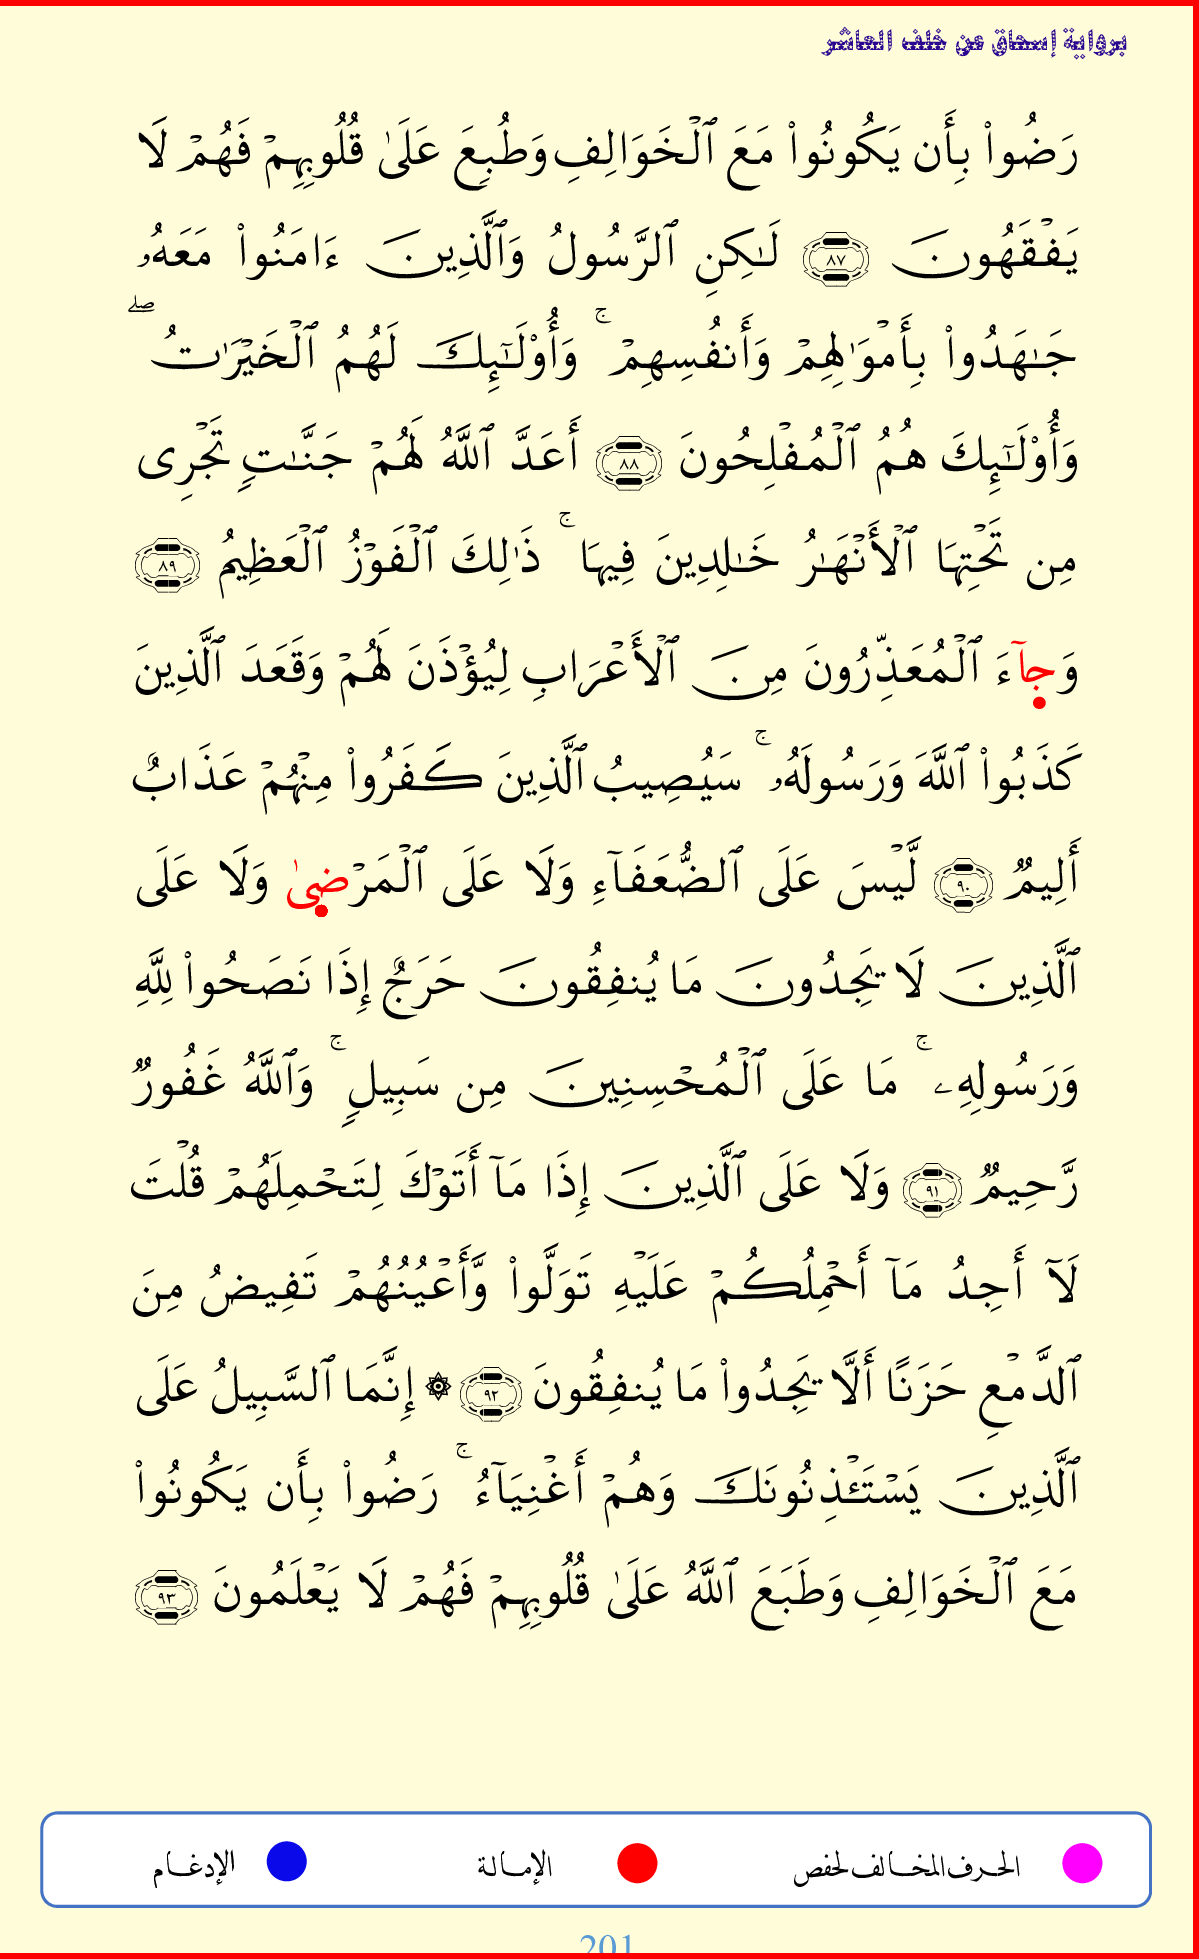 برواية إسحاق عن خلف العاشر
رَضُوا۟ بِأَن يَكُونُوا۟ مَعَ ٱلْخَوَالِفِ وَطُبِعَ عَلَىٰ قُلُوبِهِمْ فَهُمْ لَا
يَفْقَهُونَ ٨٧ لَـٰكِنِ ٱلرَّسُولُ وَٱلَّذِينَ ءَامَنُوا۟ مَعَهُۥ
جَـٰهَدُوا۟ بِأَمْوَٰلِهِمْ وَأَنفُسِهِمْ ۚ وَأُو۟لَـٰٓئِكَ لَهُمُ ٱلْخَيْرَٰتُ ۖ
وَأُو۟لَـٰٓئِكَ هُمُ ٱلْمُفْلِحُونَ ٨٨ أَعَدَّ ٱللَّهُ لَهُمْ جَنَّـٰتٍ تَجْرِى
مِن تَحْتِهَا ٱلْأَنْهَـٰرُ خَـٰلِدِينَ فِيهَا ۚ ذَٰلِكَ ٱلْفَوْزُ ٱلْعَظِيمُ ٨٩
وَجآءَ ٱلْمُعَذِّرُونَ مِنَ ٱلْأَعْرَابِ لِيُؤْذَنَ لَهُمْ وَقَعَدَ ٱلَّذِينَ
كَذَبُوا۟ ٱللَّهَ وَرَسُولَهُۥ ۚ سَيُصِيبُ ٱلَّذِينَ كَفَرُوا۟ مِنْهُمْ عَذَابٌ
أَلِيمٌ ٩٠ لَّيْسَ عَلَى ٱلضُّعَفَآءِ وَلَا عَلَى ٱلْمَرْضىٰ وَلَا عَلَى
ٱلَّذِينَ لَا يَجِدُونَ مَا يُنفِقُونَ حَرَجٌ إِذَا نَصَحُوا۟ لِلَّهِ
وَرَسُولِهِۦ ۚ مَا عَلَى ٱلْمُحْسِنِينَ مِن سَبِيلٍ ۚ وَٱللَّهُ غَفُورٌ
رَّحِيمٌ ٩١ وَلَا عَلَى ٱلَّذِينَ إِذَا مَآ أَتَوْكَ لِتَحْمِلَهُمْ قُلْتَ
لَآ أَجِدُ مَآ أَحْمِلُكُمْ عَلَيْهِ تَوَلَّوا۟ وَّأَعْيُنُهُمْ تَفِيضُ مِنَ
ٱلدَّمْعِ حَزَنًا أَلَّا يَجِدُوا۟ مَا يُنفِقُونَ ٩٢ ۞ إِنَّمَا ٱلسَّبِيلُ عَلَى
ٱلَّذِينَ يَسْتَـْٔذِنُونَكَ وَهُمْ أَغْنِيَآءُ ۚ رَضُوا۟ بِأَن يَكُونُوا۟
مَعَ ٱلْخَوَالِفِ وَطَبَعَ ٱللَّهُ عَلَىٰ قُلُوبِهِمْ فَهُمْ لَا يَعْلَمُونَ ٩٣
الحرف المخالف لحفص الإمالة الإدغام
201